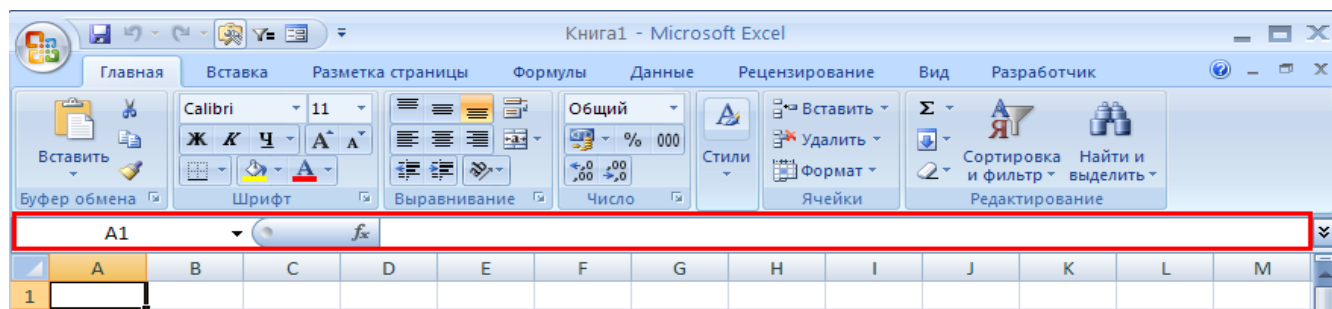 Книга1 - Microsoft Excel
Главная Вставка Разметка страницы Формулы Данные Рецензирование Вид Разработчик
Calibri 11 Общий Вставить
Ж К Ч % 000 Удалить
Вставить Стили Сортировка и фильтр Найти и выделить
Формат
Буфер обмена Шрифт Выравнивание Число Ячейки Редактирование
A1 fx
A B C D E F G H I J K L M
1